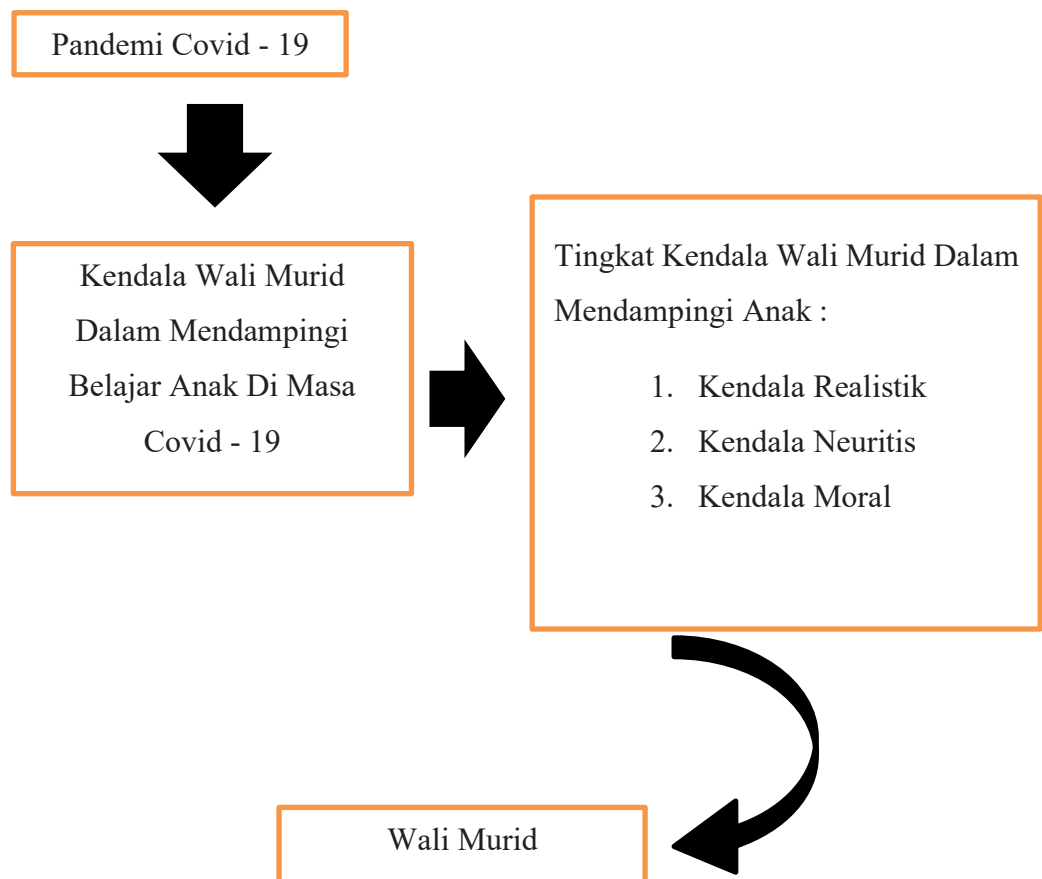 Pandemi Covid - 19
Kendala Wali Murid
Dalam Mendampingi
Belajar Anak Di Masa
Covid - 19
Tingkat Kendala Wali Murid Dalam
Mendampingi Anak :
1. Kendala Realistik
2. Kendala Neuritis
3. Kendala Moral
Wali Murid